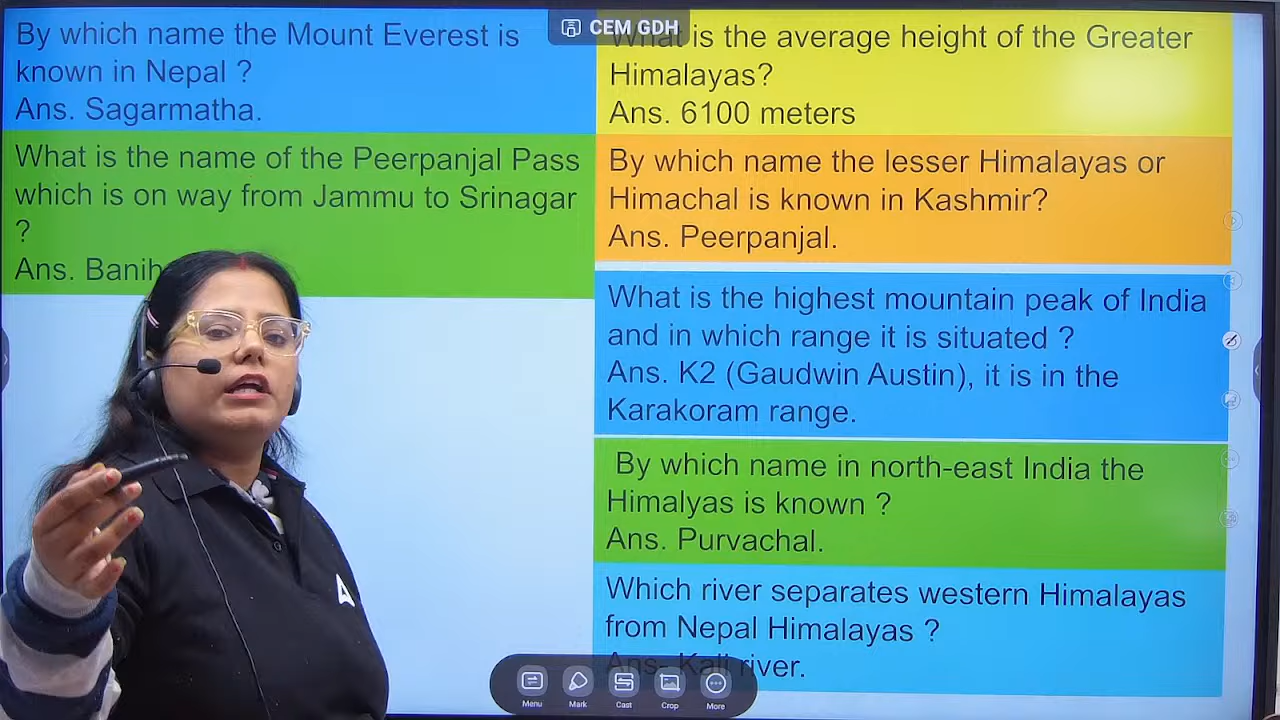 CEM GDH
By which name the Mount Everest is
known in Nepal ?
Ans. Sagarmatha.
What is the name of the Peerpanjal Pass
which is on way from Jammu to Srinagar
?
Ans.
What is the average height of the Greater
Himalayas?
Ans. 6100 meters
By which name the lesser Himalayas or
Himachal is known in Kashmir?
Ans. Peerpanjal.
What is the highest mountain peak of India
and in which range it is situated ?
Ans. K2 (Gaudwin Austin), it is in the
Karakoram range.
By which name in north-east India the
Himalyas is known ?
Ans. Purvachal.
Which river separates western Himalayas
from Nepal Himalayas ?
Ans- Kali river.
Menu Mark Cast Crop More